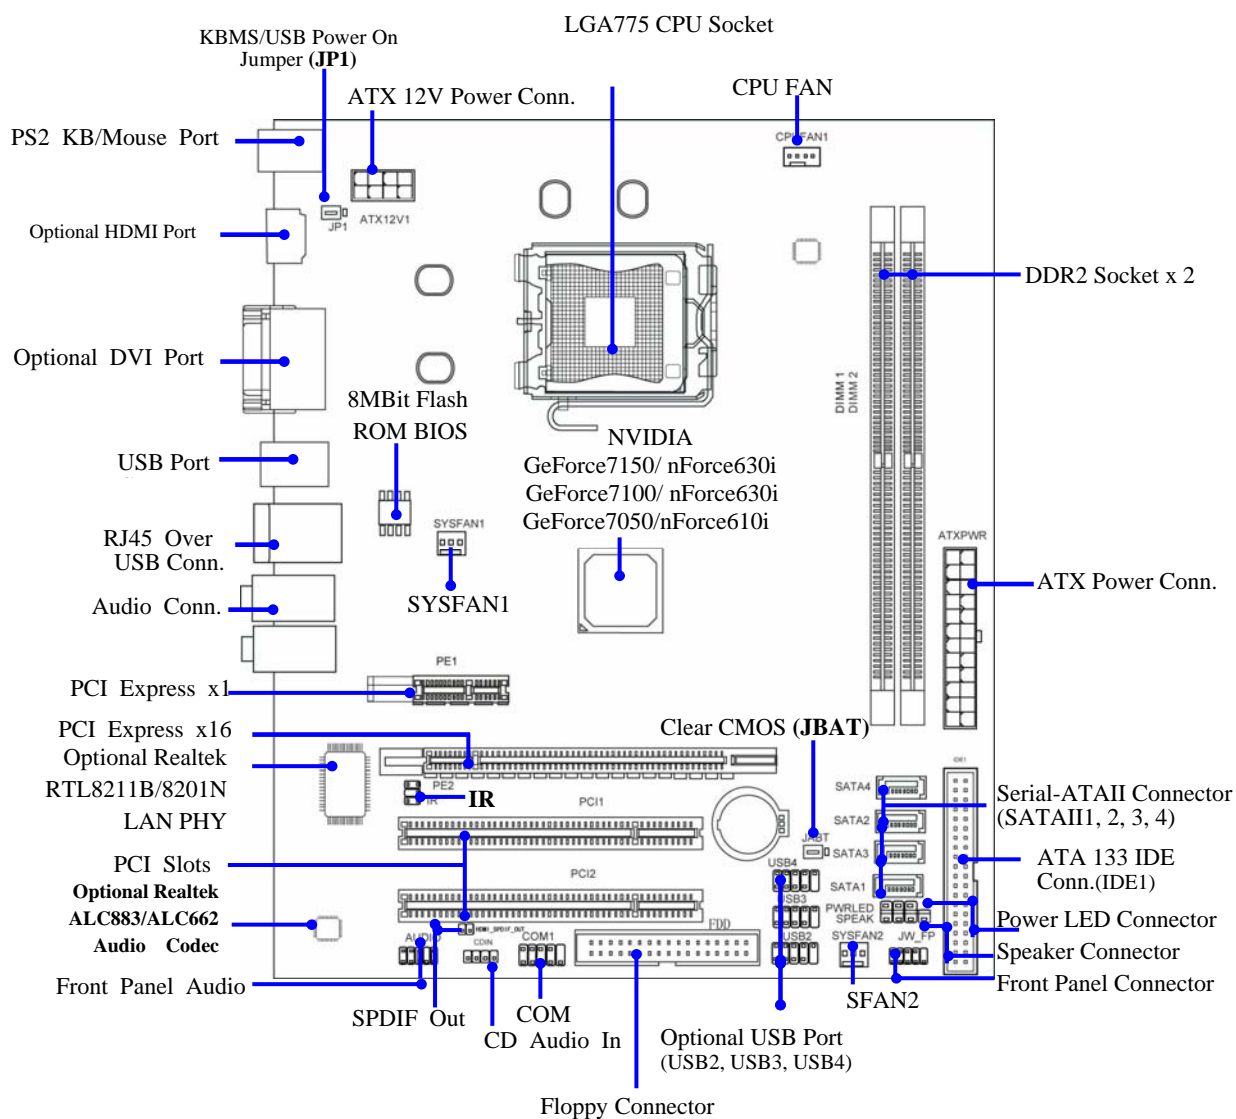 LGA775 CPU Socket
KBMS/USB Power On
Jumper (JP1)
ATX 12V Power Conn.
CPU FAN
PS2 KB/Mouse Port
CPUFAN1
ATX12V1
JP1
Optional HDMI Port
DDR2 Socket x 2
Optional DVI Port
DIMM 1
DIMM 2
8MBit Flash
ROM BIOS
NVIDIA
GeForce7150/ nForce630i
GeForce7100/ nForce630i
GeForce7050/nForce610i
USB Port
SYSFAN1
ATXPWR
RJ45 Over
USB Conn.
ATX Power Conn.
Audio Conn.
SYSFAN1
PE1
PCI Express x1
PCI Express x16
Clear CMOS (JBAT)
Optional Realtek
RTL8211B/8201N
LAN PHY
IDE1
PE2
IR
IR
PCI1
SATA4
Serial-ATAII Connector
(SATAII1, 2, 3, 4)
SATA2
JABT
SATA3
PCI Slots
USB4
ATA 133 IDE
Conn.(IDE1)
PCI2
SATA1
Optional Realtek
ALC883/ALC662
Audio Codec
USB3
PWRLED
SPEAK
Power LED Connector
HDMI_SPDIF_OUT
FDD
AUDIO
CDIN
COM1
USB2
SYSFAN2
JW_FP
Speaker Connector
Front Panel Audio
Front Panel Connector
SPDIF Out
COM
SFAN2
CD Audio In
Optional USB Port
(USB2, USB3, USB4)
Floppy Connector